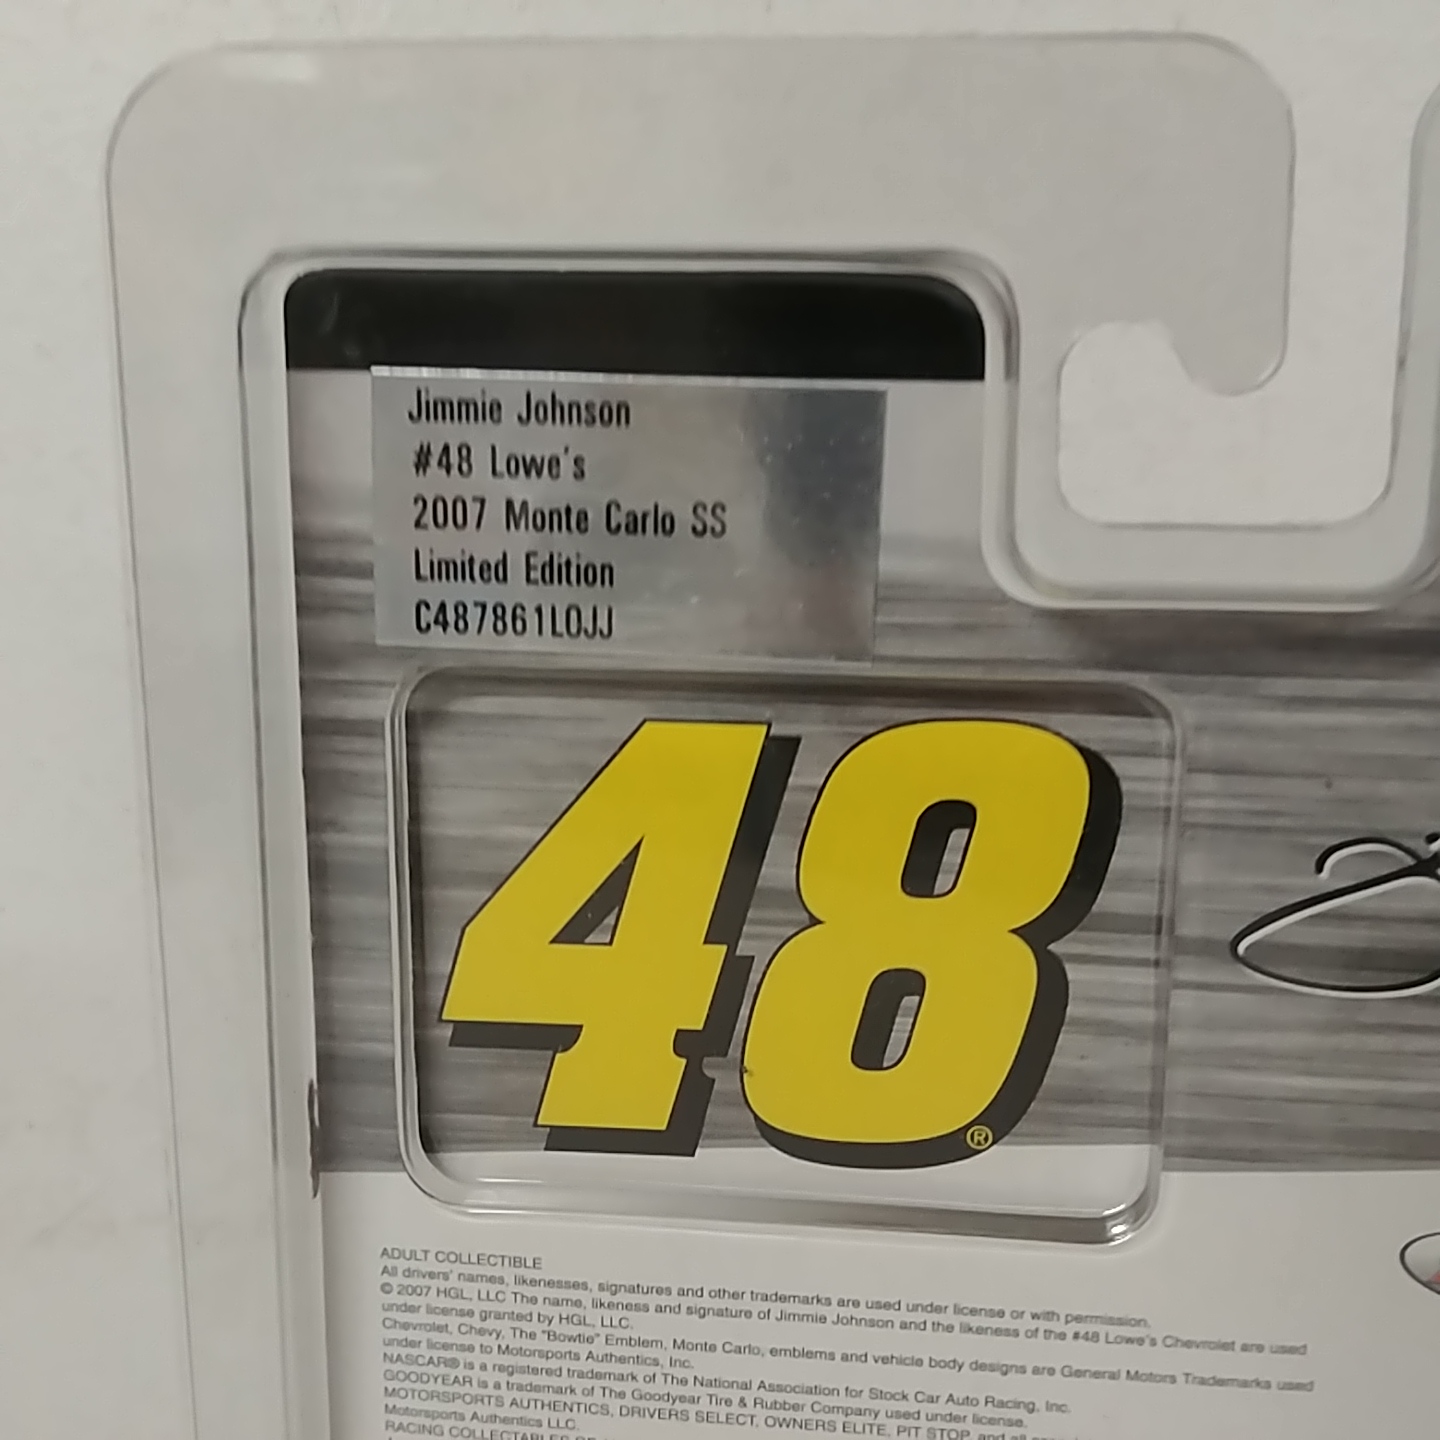 Jimmie Johnson
#48 Lowe's
2007 Monte Carlo SS
Limited Edition
C487861LOJJ
48
®
ADULT COLLECTIBLE
All drivers' names, likenesses, signatures and other trademarks are used under license or with permission.
© 2007 HGL, LLC The name, likeness and signature of Jimmie Johnson and the likeness of the #48 Lowe's Chevrolet are used
under license granted by HGL, LLC.
Chevrolet, Chevy, The "Bowtie" Emblem, Monte Carlo, emblems and vehicle body designs are General Motors Trademarks used
under license to Motorsports Authentics, Inc.
NASCAR® is a registered trademark of The National Association for Stock Car Auto Racing, Inc.
GOODYEAR is a trademark of The Goodyear Tire & Rubber Company used under license.
MOTORSPORTS AUTHENTICS, DRIVERS SELECT, OWNERS ELITE, PIT STOP, and all
Motorsports Authentics LLC.
RACING COLLECTABLES